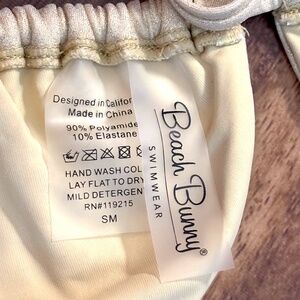 Designed in Califor
Made in China
90% Polyamide
10% Elastane
HAND WASH COL
LAY FLAT TO DRY
MILD DETERGEN
RN#119215
SM
Beach Bunny®
SWIMWEAR